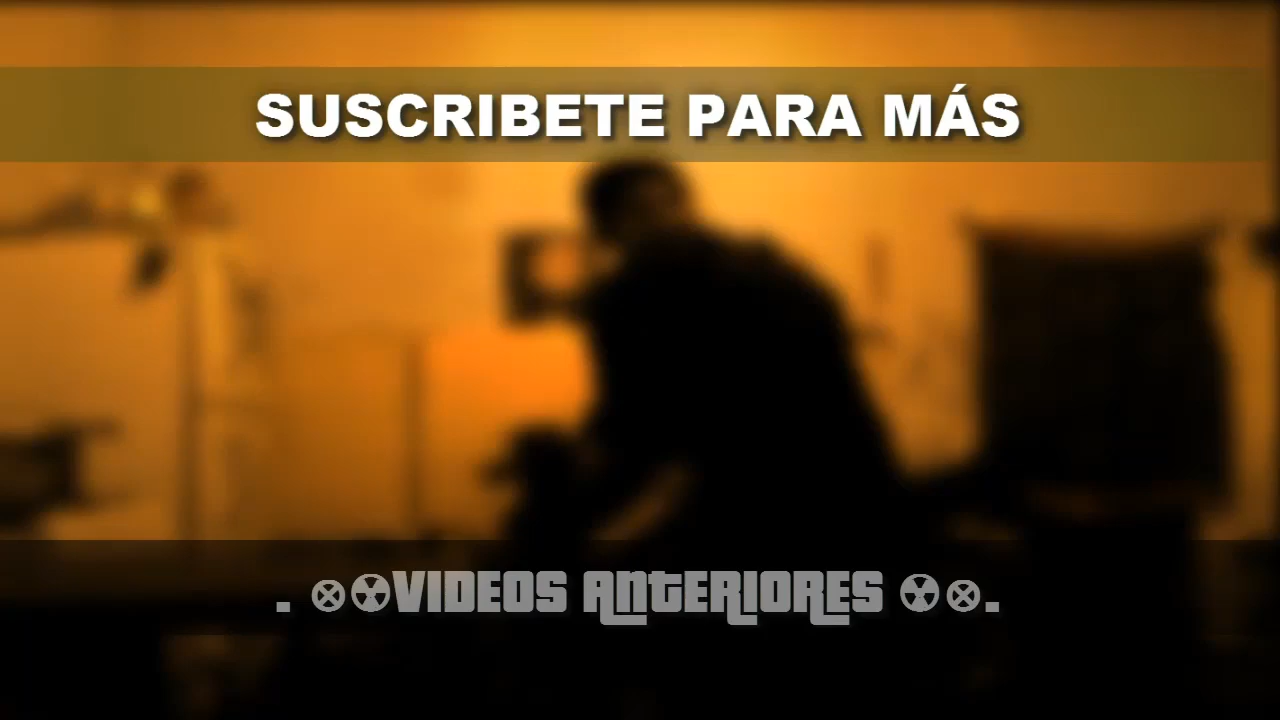 SUSCRIBETE PARA MÁS
. ⊗☢VIDEOS ANTERIORES ☢⊗.